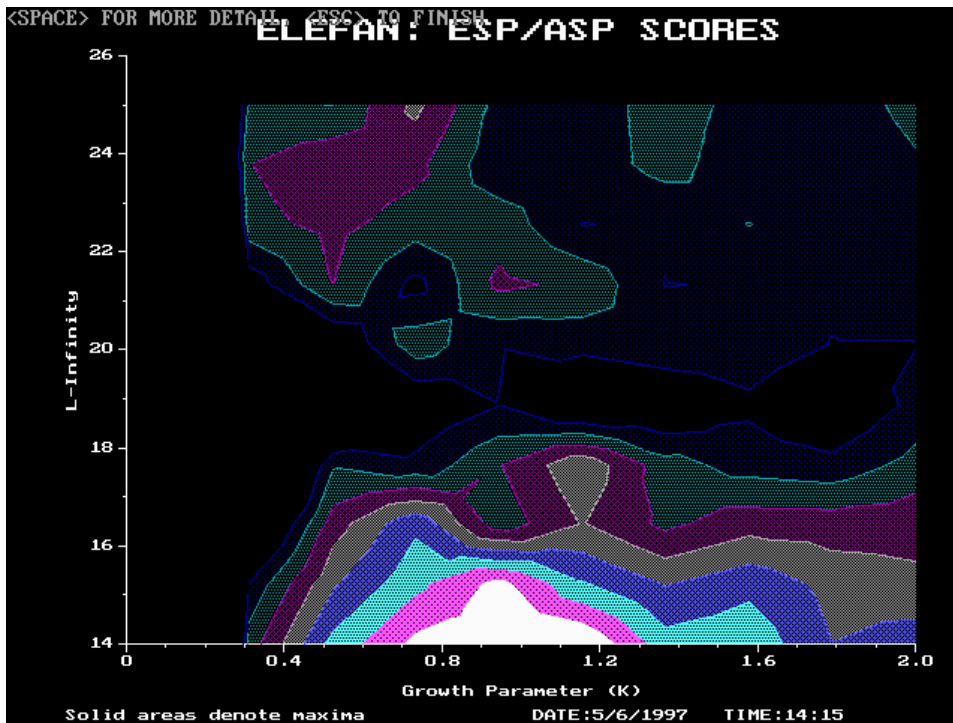 <SPACE> FOR MORE DETAIL, <ESC> TO FINISH
ELEFAN: ESP/ASP SCORES
26
24
22
20
18
16
14
L-Infinity
0
0.4
0.8
1.2
1.6
2.0
Growth Parameter (K)
Solid areas denote maxima
DATE:5/6/1997
TIME:14:15